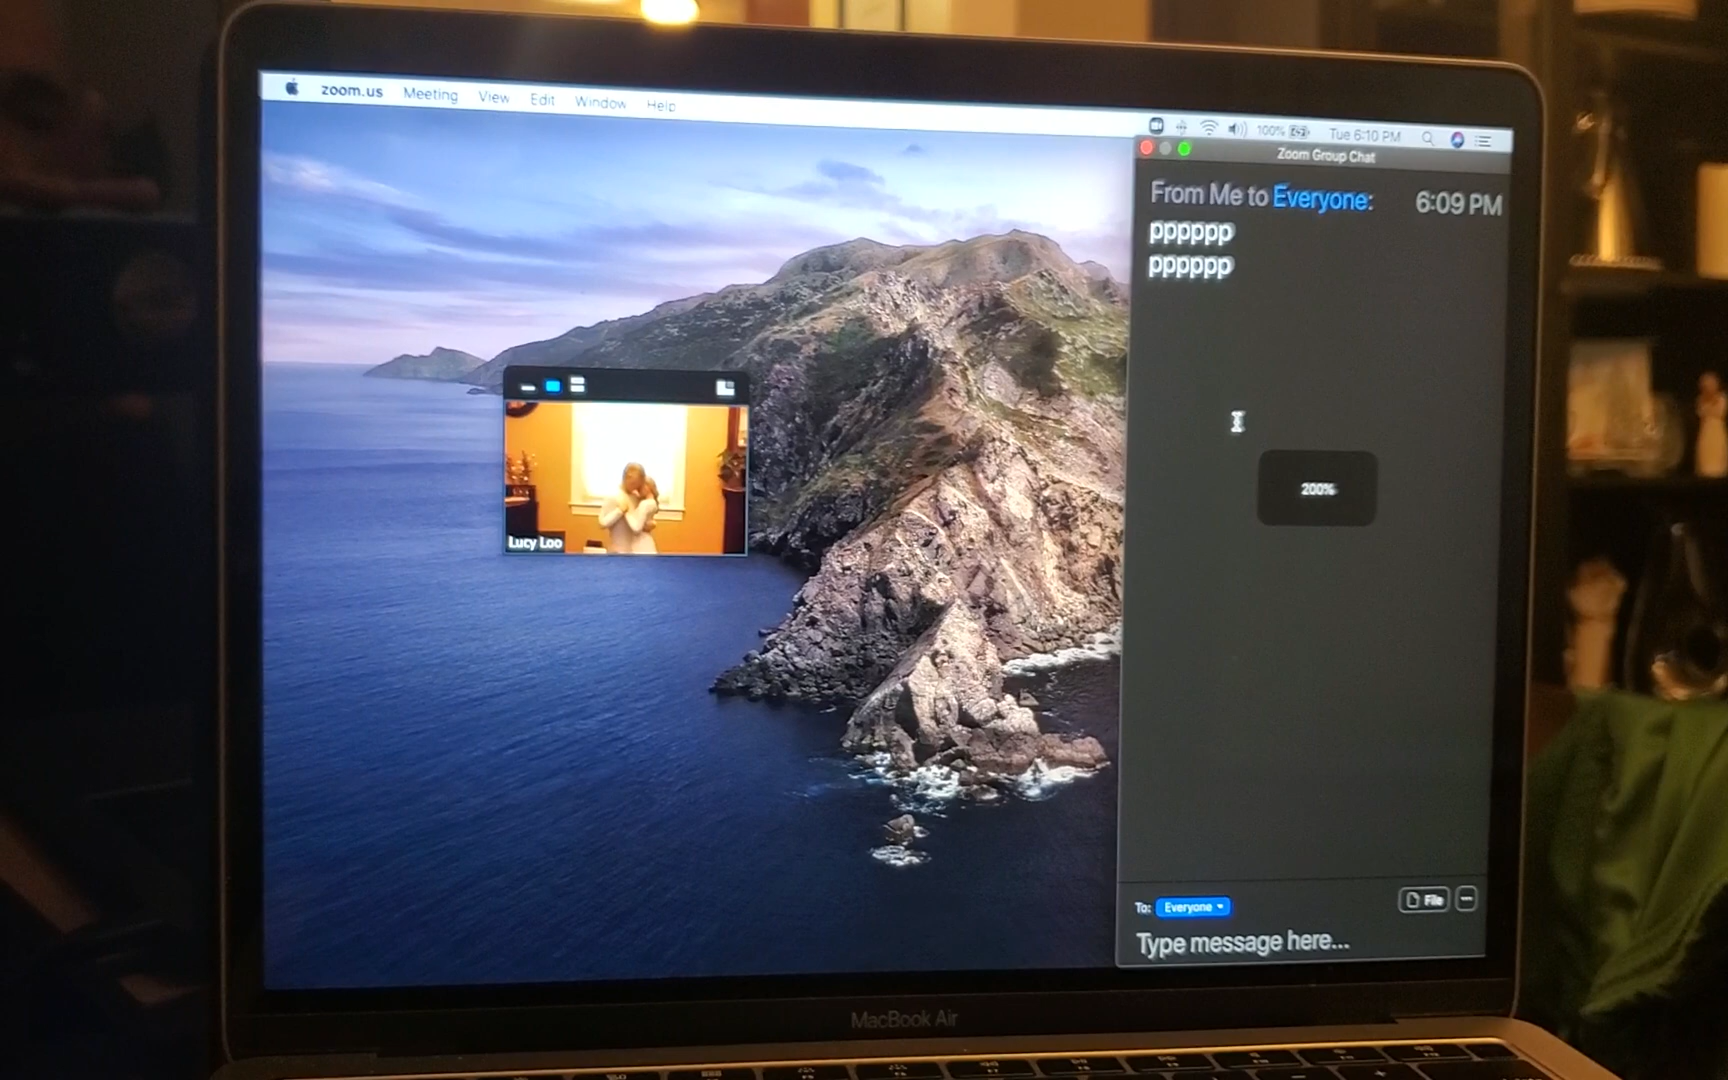 zoom.us Meeting View Edit Window Help
100% Tue 6:10 PM
Zoom Group Chat
From Me to Everyone: 6:09 PM
pppppp
pppppp
200%
Lucy Loo
To: Everyone File
Type message here...
MacBook Air